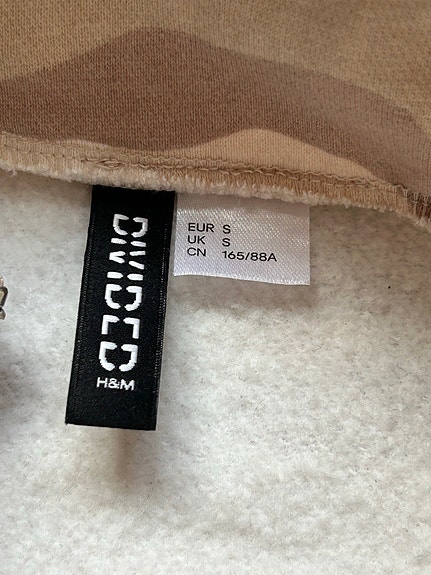 DIVIDED
H&M
EUR S
UK S
CN 165/88A